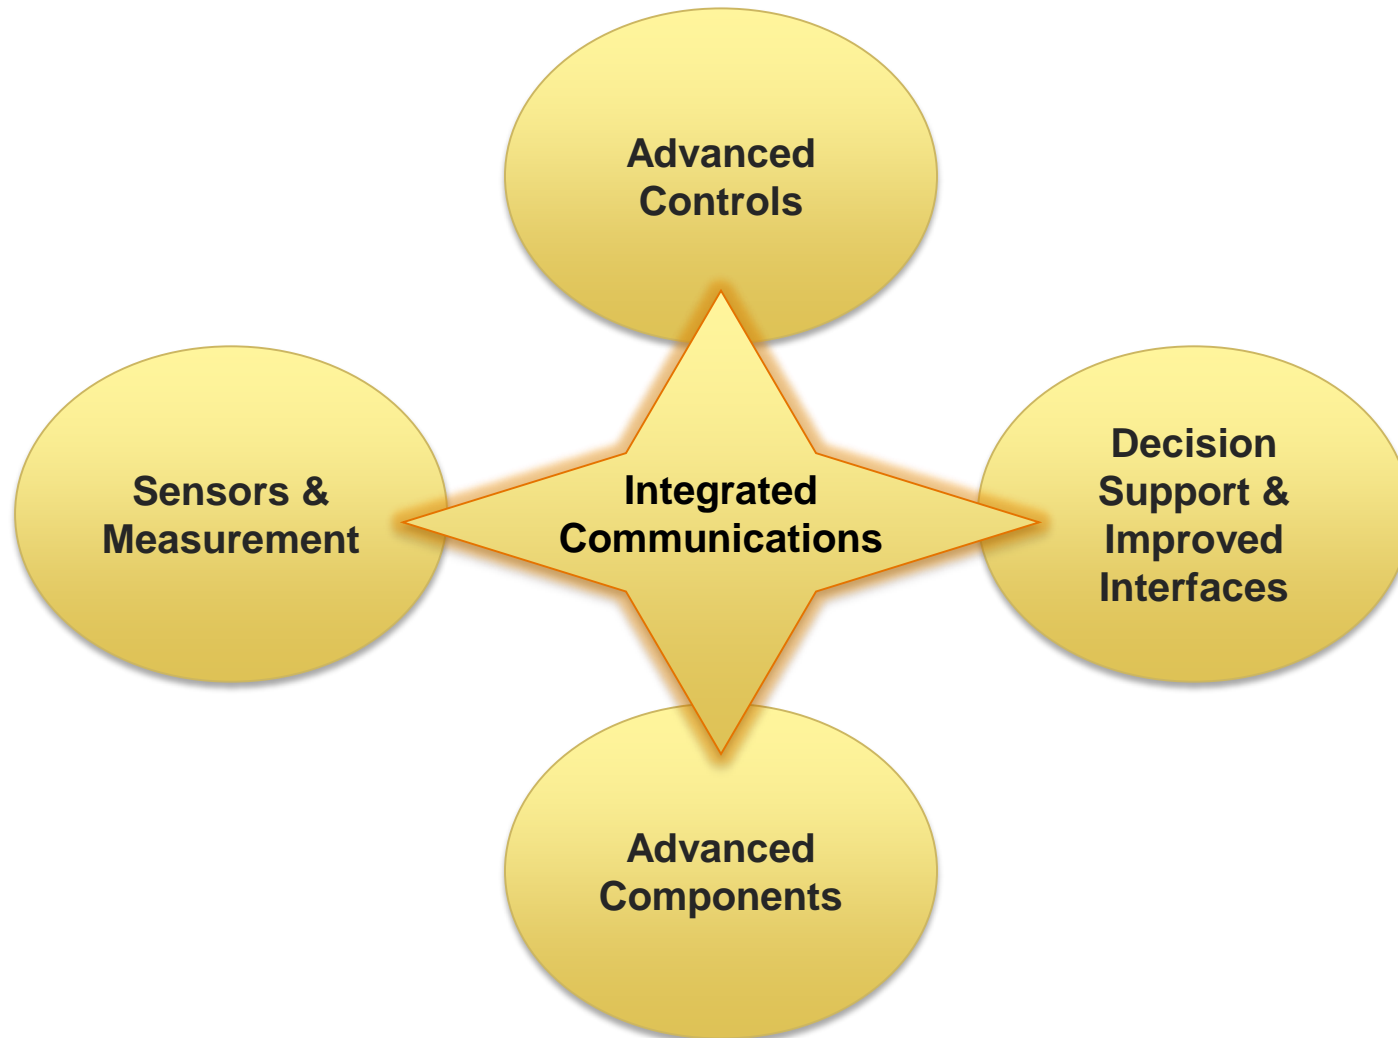 Advanced
Controls
Sensors &
Measurement
Integrated
Communications
Decision
Support &
Improved
Interfaces
Advanced
Components